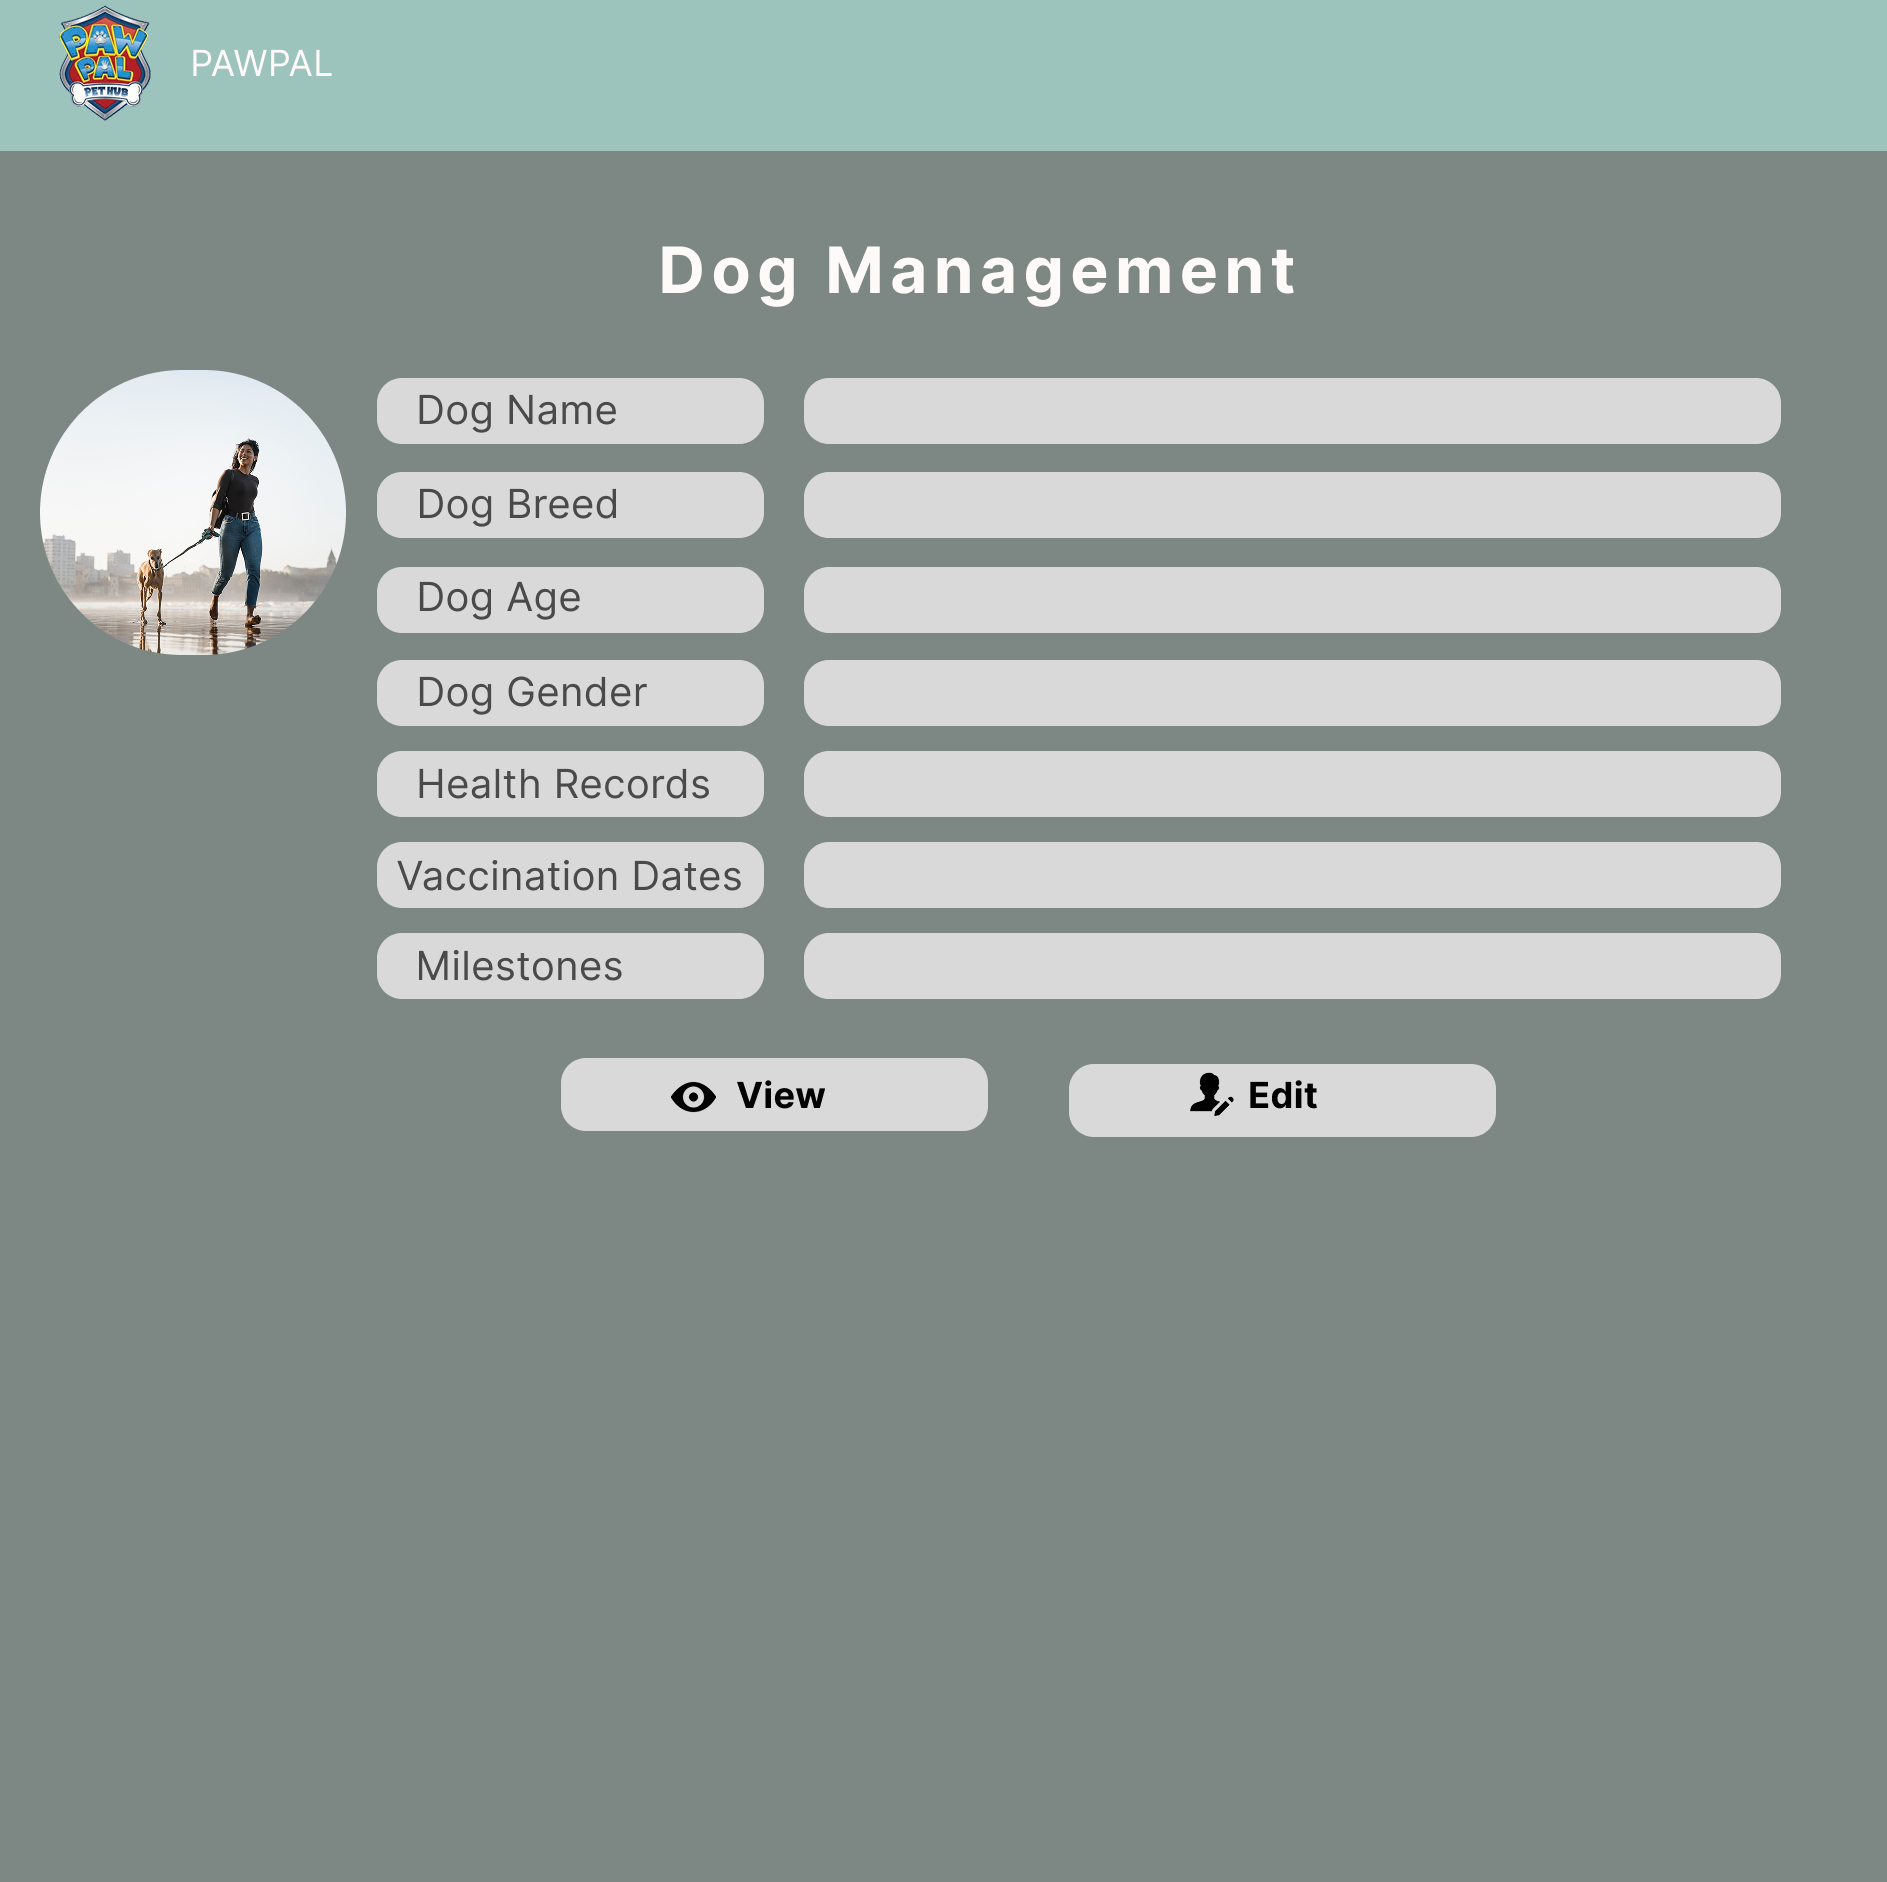 PAW
PAL
PET HUB
PAWPAL
Dog Management
Dog Name
Dog Breed
Dog Age
Dog Gender
Health Records
Vaccination Dates
Milestones
View
Edit